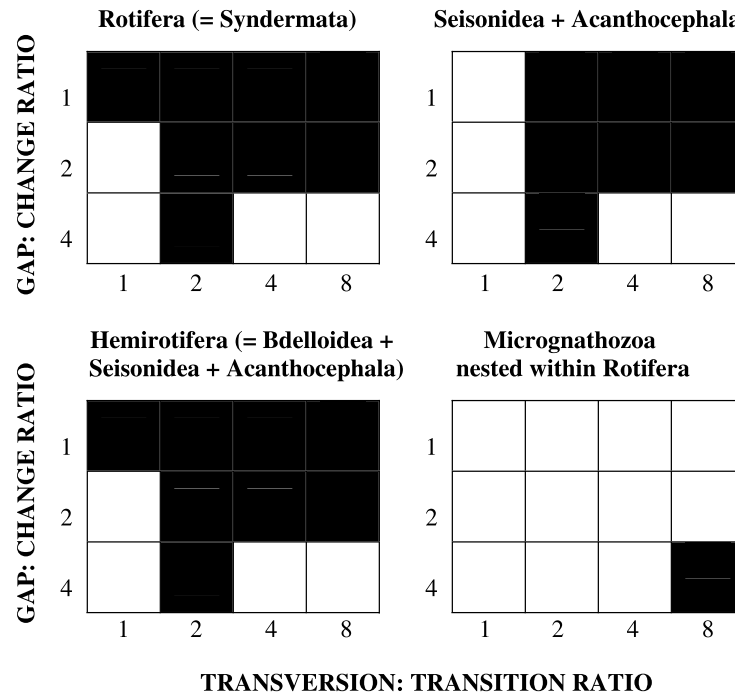 Rotifera (= Syndermata)
Seisonidea + Acanthocephala
GAP: CHANGE RATIO
1
2
4
1 2 4 8
1
2
4
1 2 4 8
Hemirotifera (= Bdelloidea +
Seisonidea + Acanthocephala)
Micrognathozoa
nested within Rotifera
GAP: CHANGE RATIO
1
2
4
1 2 4 8
1
2
4
1 2 4 8
TRANSVERSION: TRANSITION RATIO